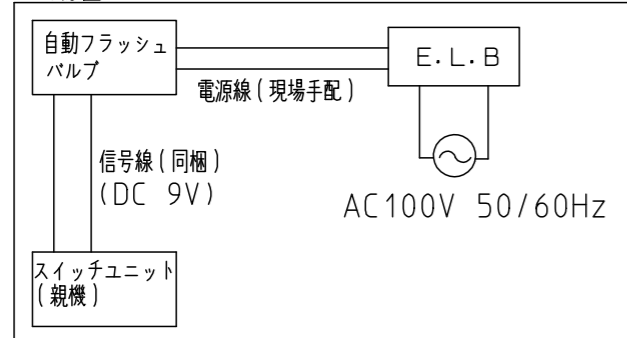 自動フラッシュ
バルブ
E.L.B
電源線(現場手配)
信号線(同梱)
(DC 9V)
AC100V 50/60Hz
スイッチユニット
(親機)